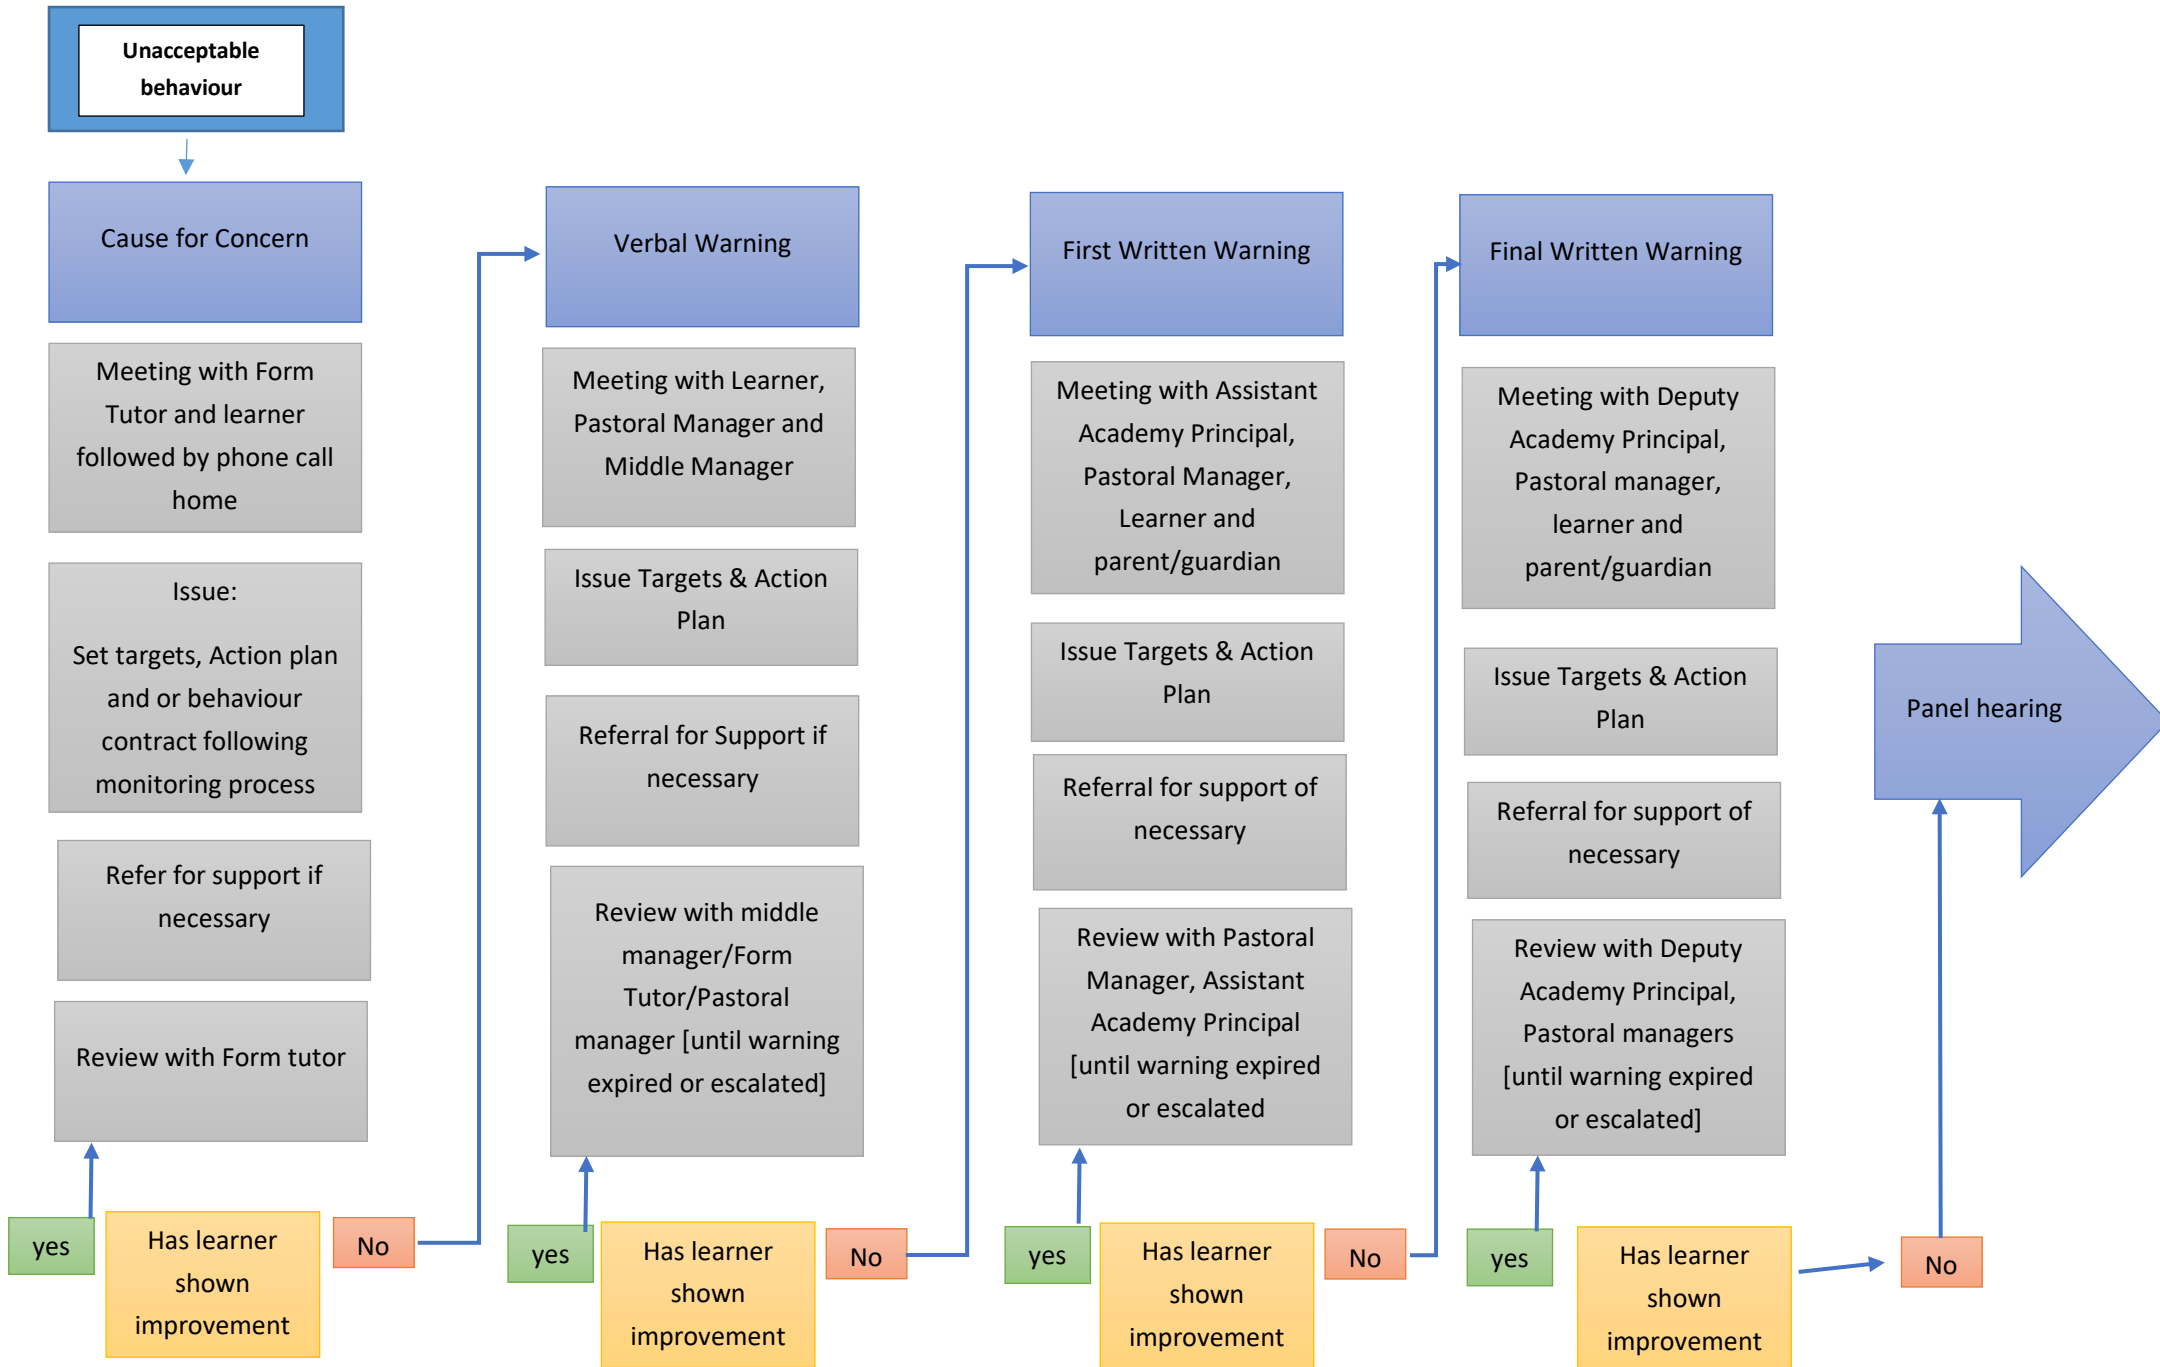 Unacceptable
behaviour
Cause for Concern
Meeting with Form
Tutor and learner
followed by phone call
home
Issue:
Set targets, Action plan
and or behaviour
contract following
monitoring process
Refer for support if
necessary
Review with Form tutor
yes
Has learner
shown
improvement
No
Verbal Warning
Meeting with Learner,
Pastoral Manager and
Middle Manager
Issue Targets & Action
Plan
Referral for Support if
necessary
Review with middle
manager/Form
Tutor/Pastoral
manager [until warning
expired or escalated]
yes
Has learner
shown
improvement
No
First Written Warning
Meeting with Assistant
Academy Principal,
Pastoral Manager,
Learner and
parent/guardian
Issue Targets & Action
Plan
Referral for support of
necessary
Review with Pastoral
Manager, Assistant
Academy Principal
[until warning expired
or escalated
yes
Has learner
shown
improvement
No
Final Written Warning
Meeting with Deputy
Academy Principal,
Pastoral manager,
learner and
parent/guardian
Issue Targets & Action
Plan
Referral for support of
necessary
Review with Deputy
Academy Principal,
Pastoral managers
[until warning expired
or escalated]
yes
Has learner
shown
improvement
No
Panel hearing